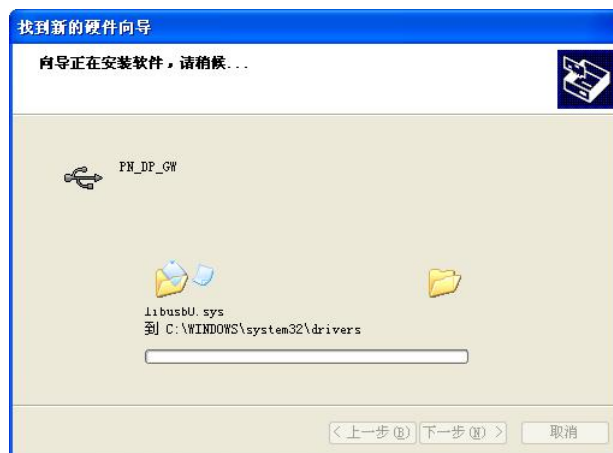 找到新的硬件向导
向导正在安装软件，请稍候...
PN_DP_GW
libusbU.sys
到 C:\WINDOWS\system32\drivers
< 上一步(B)
下一步(N) >
取消